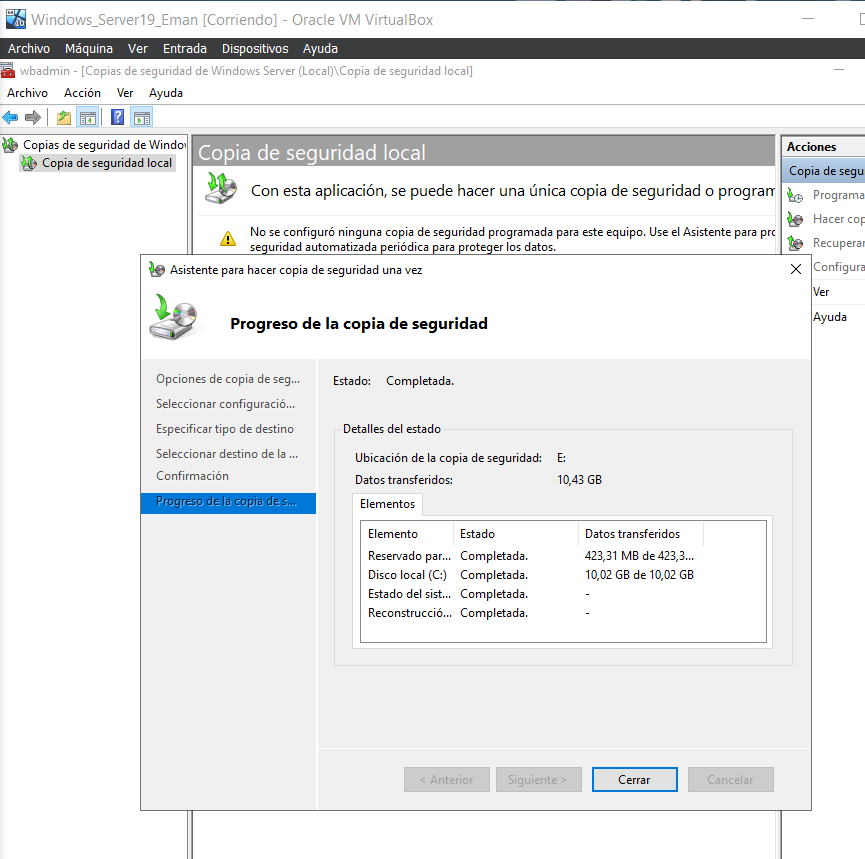 Windows_Server19_Eman [Corriendo] - Oracle VM VirtualBox
Archivo Máquina Ver Entrada Dispositivos Ayuda
wbadmin - [Copias de seguridad de Windows Server (Local)\Copia de seguridad local]
Archivo Acción Ver Ayuda
Copias de seguridad de Window
Copia de seguridad local
Copia de seguridad local
Con esta aplicación, se puede hacer una única copia de seguridad o program
No se configuró ninguna copia de seguridad programada para este equipo. Use el Asistente para pro
seguridad automatizada periódica para proteger los datos.
Acciones
Copia de segu
Programa
Hacer cop
Recuperar
Configura
Ver
Ayuda
Asistente para hacer copia de seguridad una vez
Progreso de la copia de seguridad
Opciones de copia de seg...
Seleccionar configuració...
Especificar tipo de destino
Seleccionar destino de la ...
Confirmación
Progreso de la copia de s...
Estado: Completada.
Detalles del estado
Ubicación de la copia de seguridad: E:
Datos transferidos: 10,43 GB
Elementos
Elemento Estado Datos transferidos
Reservado par... Completada. 423,31 MB de 423,3...
Disco local (C:) Completada. 10,02 GB de 10,02 GB
Estado del sist... Completada. -
Reconstrucció... Completada. -
< Anterior Siguiente > Cerrar Cancelar